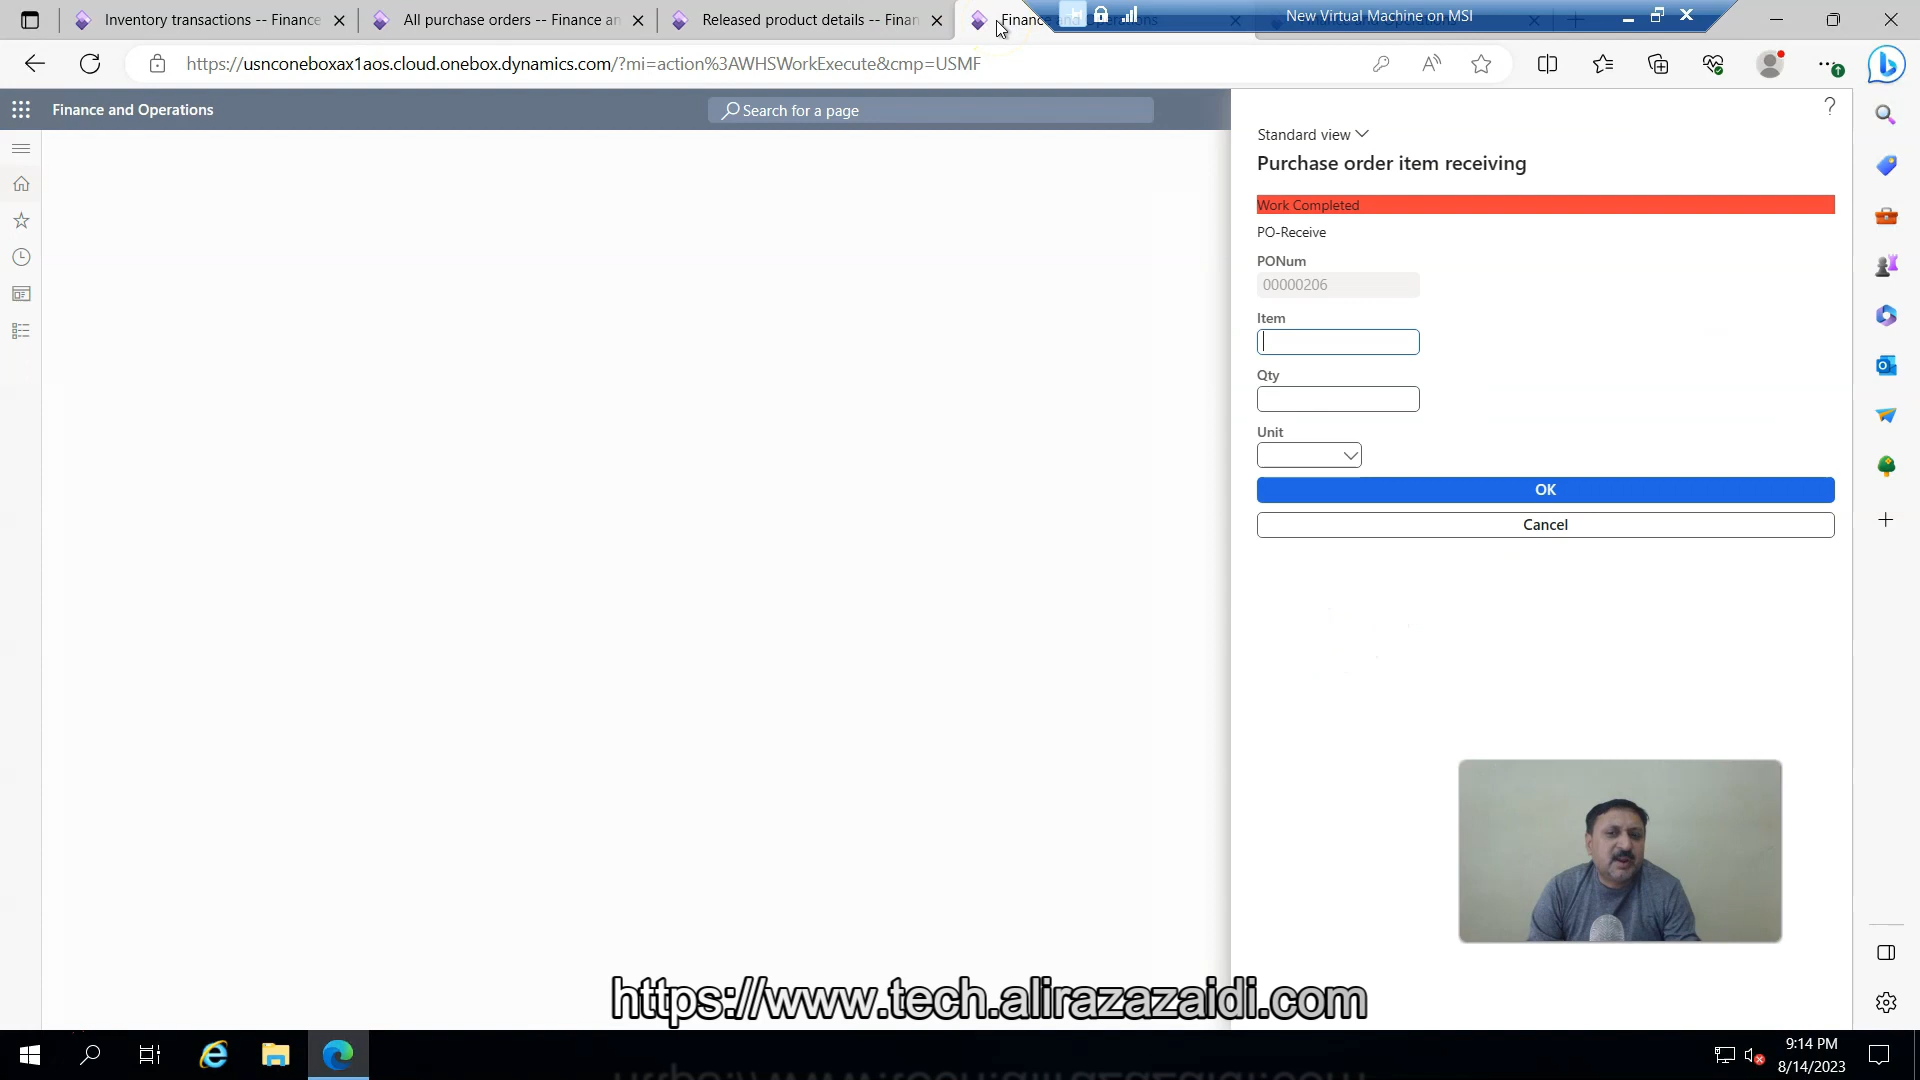 Inventory transactions -- Finance
All purchase orders -- Finance an
Released product details -- Finan
Finance and Operations
New Virtual Machine on MSI
https://usnconeboxax1aos.cloud.onebox.dynamics.com/?mi=action%3AWHSWorkExecute&cmp=USMF
Finance and Operations
Search for a page
Standard view
Purchase order item receiving
Work Completed
PO-Receive
PONum
00000206
Item
Qty
Unit
OK
Cancel
https://www.tech.alirazazaidi.com
9:14 PM
8/14/2023